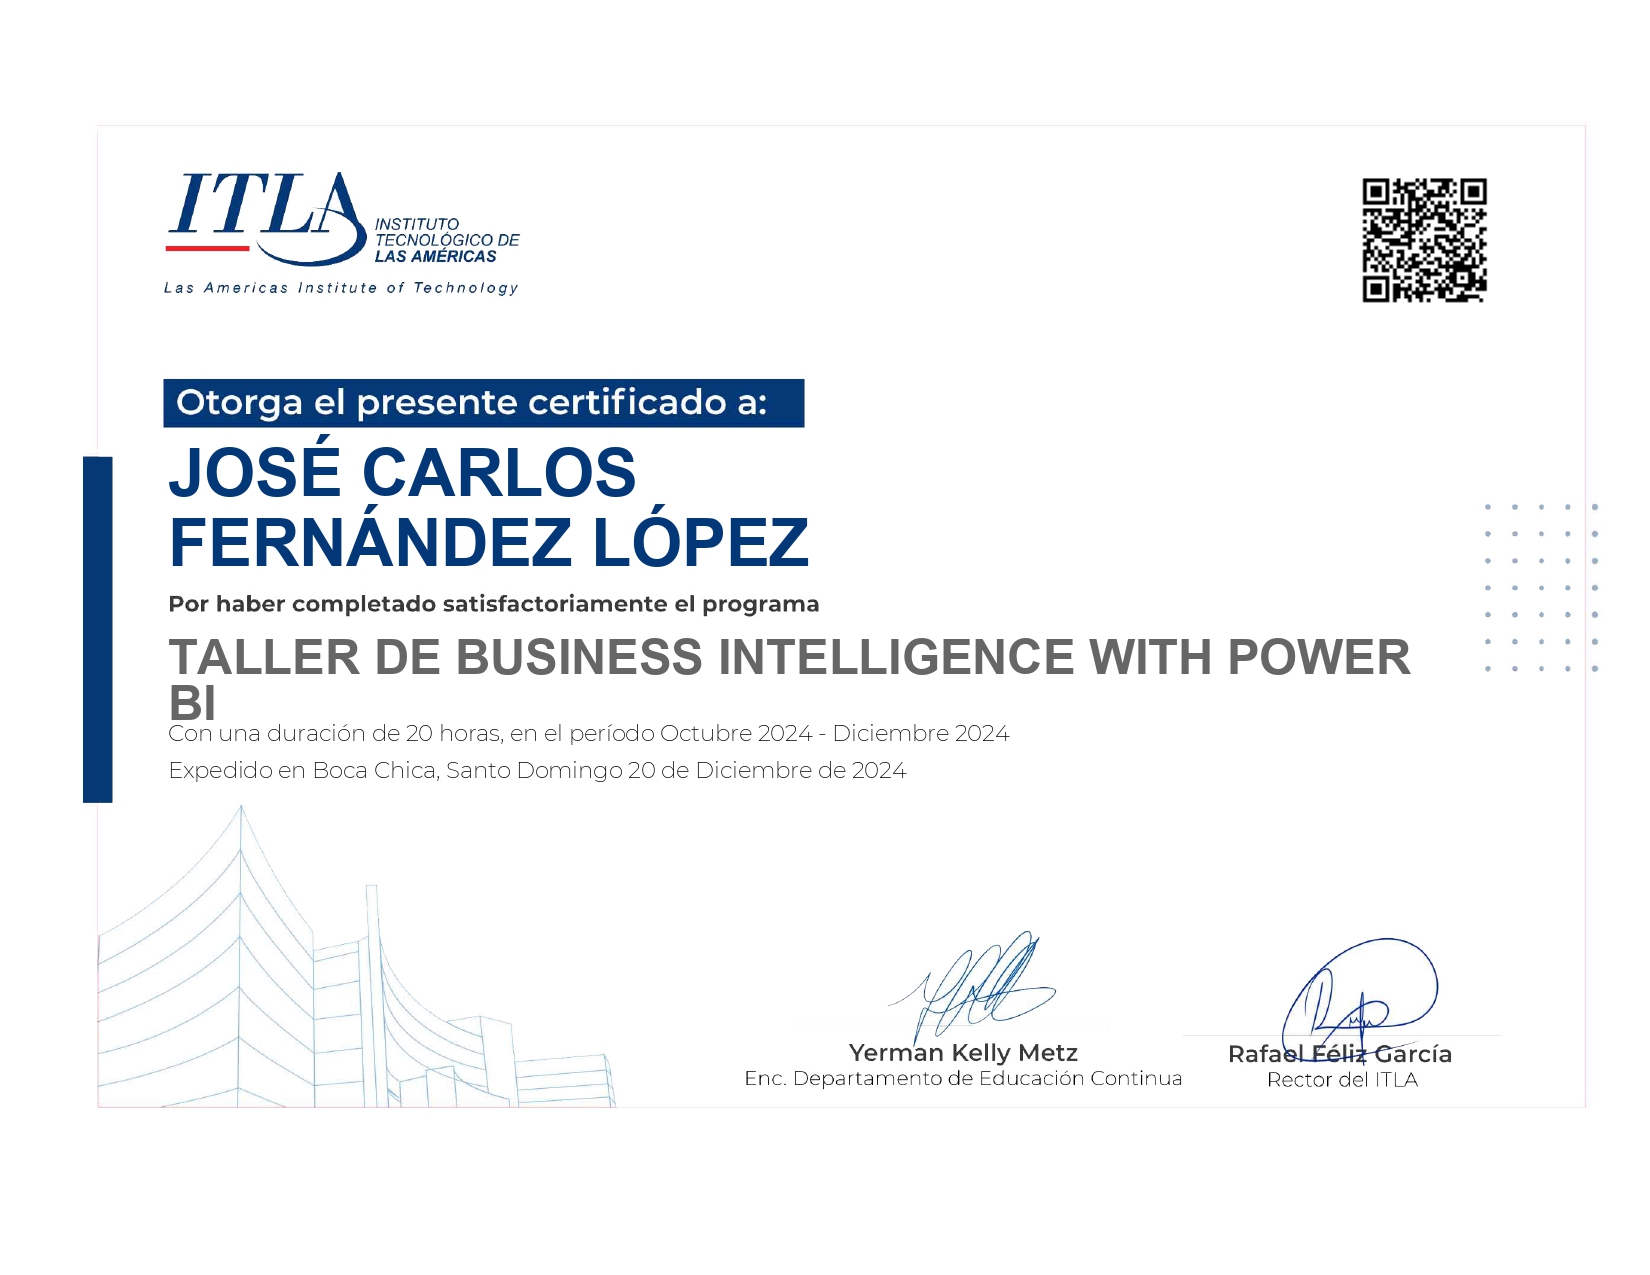 ITLA
INSTITUTO
TECNOLÓGICO DE
LAS AMÉRICAS
Las Americas Institute of Technology
Otorga el presente certificado a:
JOSÉ CARLOS
FERNÁNDEZ LÓPEZ
Por haber completado satisfactoriamente el programa
TALLER DE BUSINESS INTELLIGENCE WITH POWER
BI
Con una duración de 20 horas, en el período Octubre 2024 - Diciembre 2024
Expedido en Boca Chica, Santo Domingo 20 de Diciembre de 2024
Yerman Kelly Metz
Enc. Departamento de Educación Continua
Rafael Féliz García
Rector del ITLA